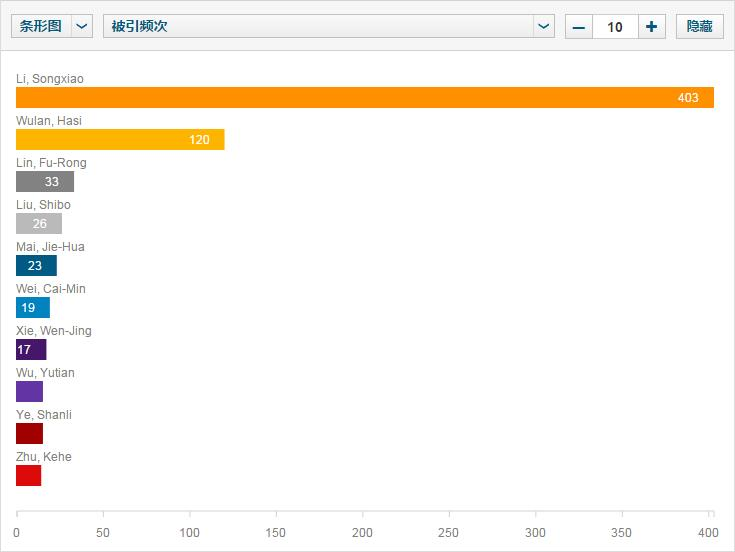 条形图 被引频次 10 隐藏
Li, Songxiao
403
Wulan, Hasi
120
Lin, Fu-Rong
33
Liu, Shibo
26
Mai, Jie-Hua
23
Wei, Cai-Min
19
Xie, Wen-Jing
17
Wu, Yutian
Ye, Shanli
Zhu, Kehe
0 50 100 150 200 250 300 350 400